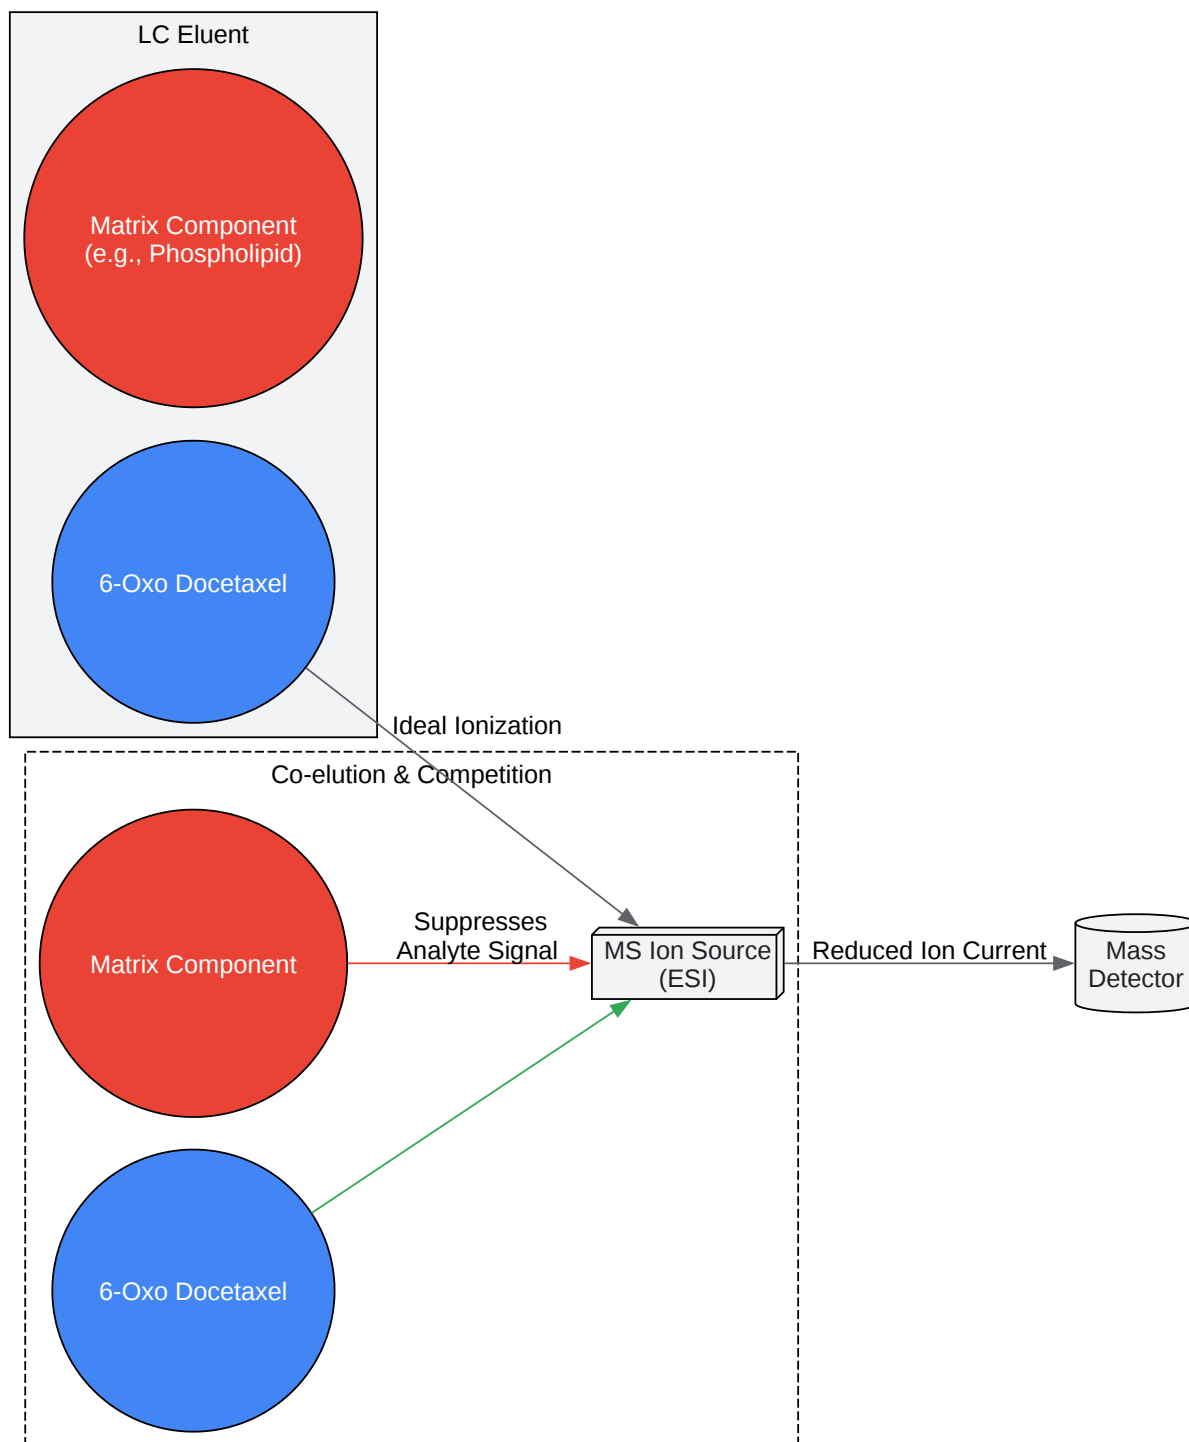 LC Eluent
Matrix Component
(e.g., Phospholipid)
6-Oxo Docetaxel
Ideal Ionization
Co-elution & Competition
Matrix Component
Suppresses
Analyte Signal
MS Ion Source
(ESI)
Reduced Ion Current
Mass
Detector
6-Oxo Docetaxel